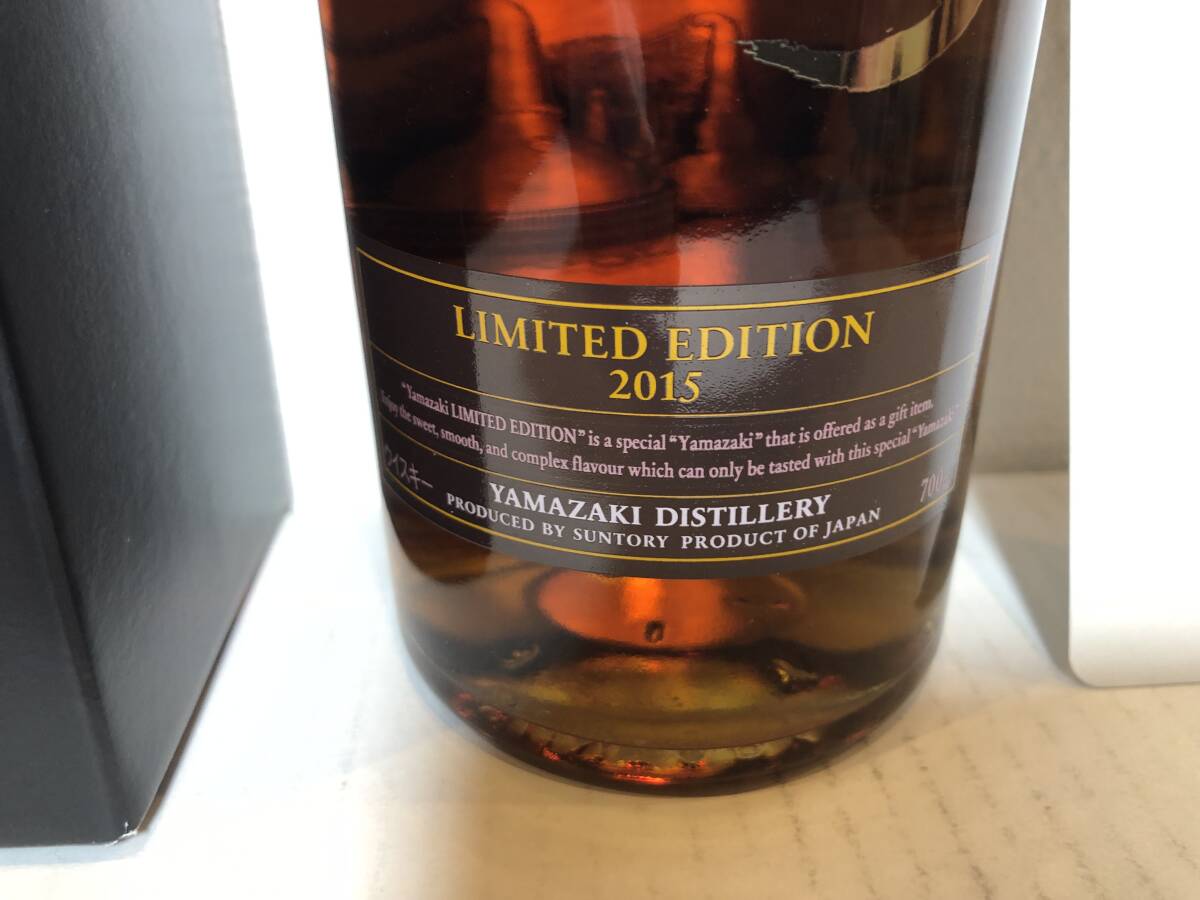 LIMITED EDITION
2015
"Yamazaki LIMITED EDITION" is a special "Yamazaki" that is offered as a gift item.
Enjoy the sweet, smooth, and complex flavour which can only be tasted with this special "Yamazaki"
ウイスキー
YAMAZAKI DISTILLERY
700
PRODUCED BY SUNTORY PRODUCT OF JAPAN